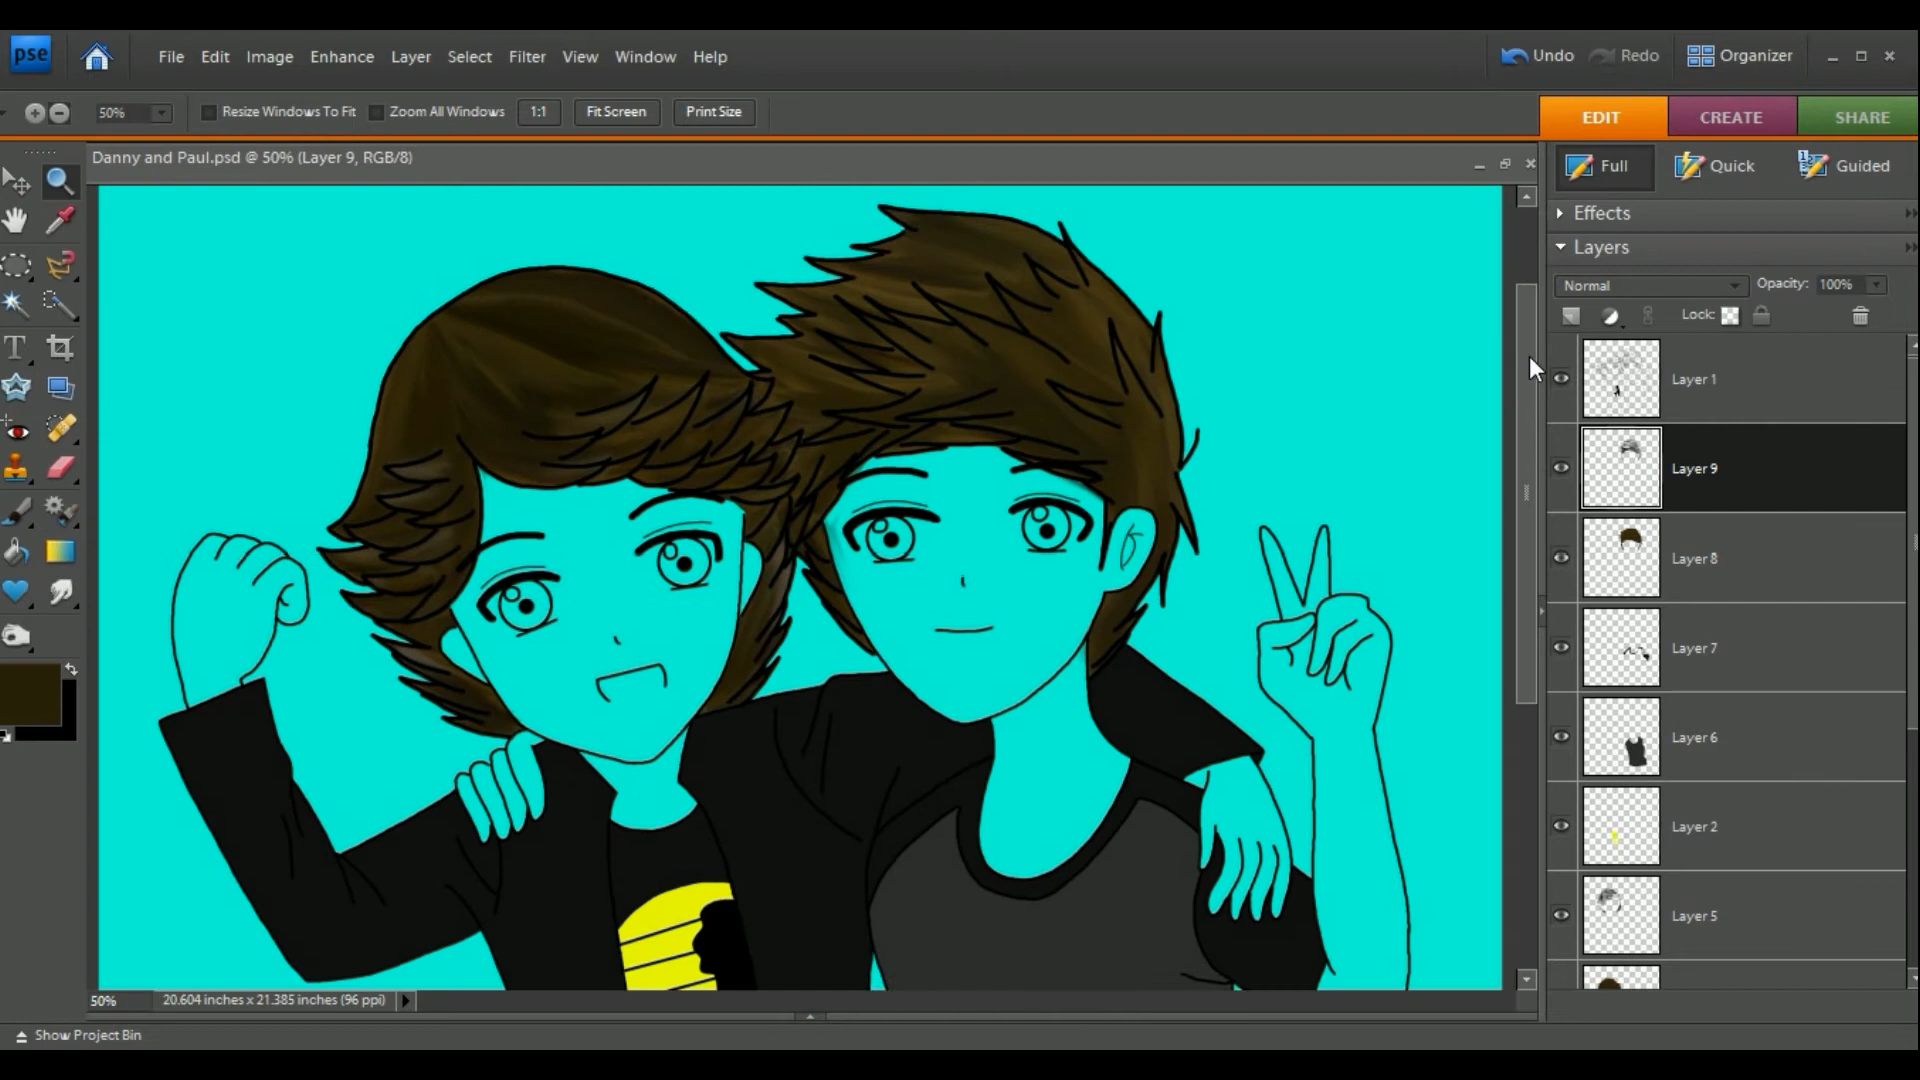 pse File Edit Image Enhance Layer Select Filter View Window Help Undo Redo Organizer
50% Resize Windows To Fit Zoom All Windows 1:1 Fit Screen Print Size EDIT CREATE SHARE
Danny and Paul.psd @ 50% (Layer 9, RGB/8)
Full Quick Guided
Effects
Layers
Normal Opacity: 100%
Lock:
Layer 1
Layer 9
Layer 8
Layer 7
Layer 6
Layer 2
Layer 5
50% 20.604 inches x 21.385 inches (96 ppi)
Show Project Bin